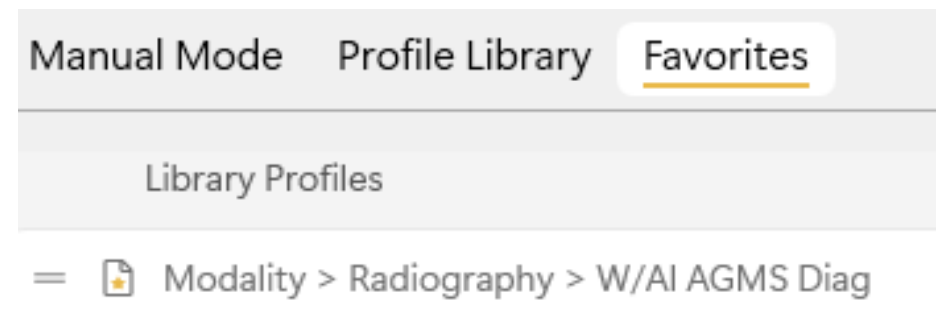 Manual Mode Profile Library Favorites
Library Profiles
Modality > Radiography > W/AI AGMS Diag